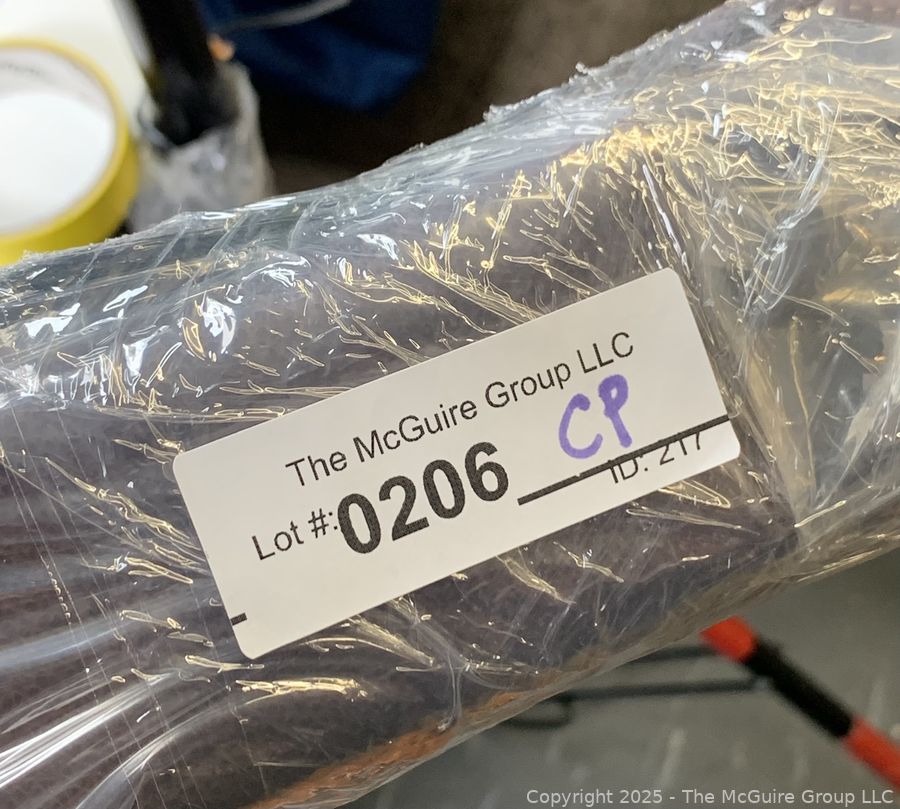 The McGuire Group LLC
CP
Lot #:0206
ID: 217
Copyright 2025 - The McGuire Group LLC